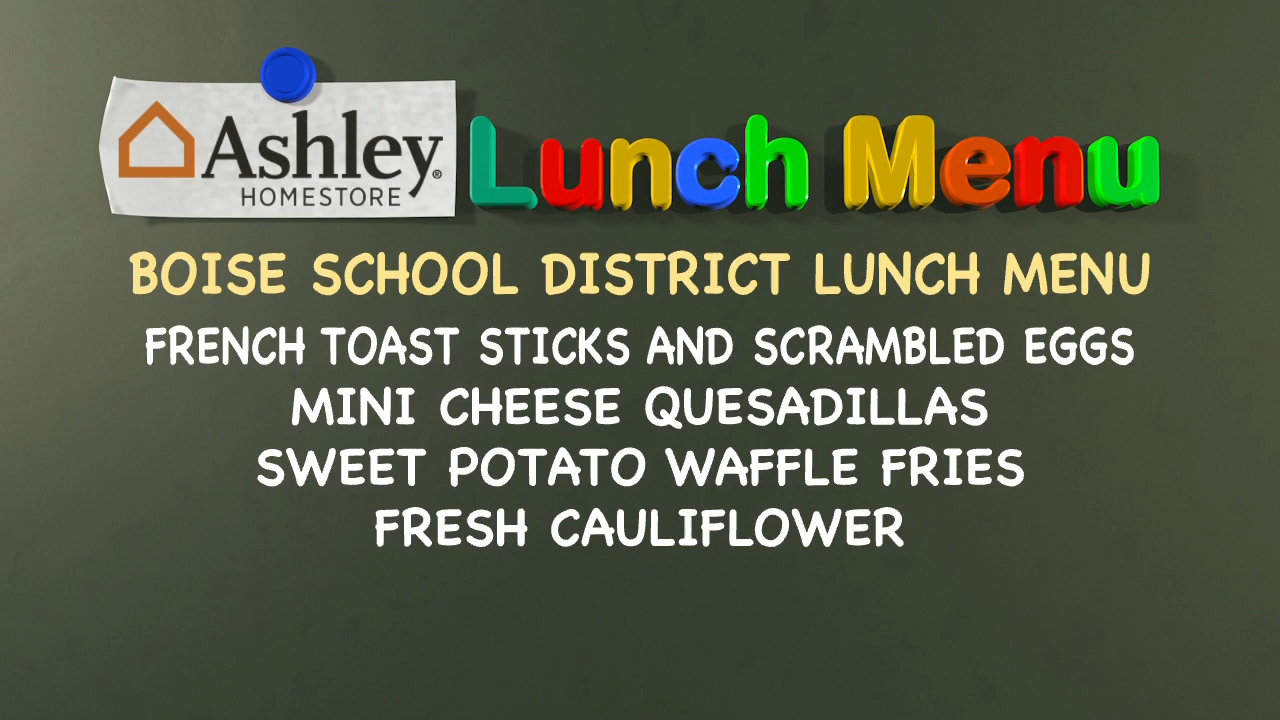 Ashley® Lunch Menu
HOMESTORE
BOISE SCHOOL DISTRICT LUNCH MENU
FRENCH TOAST STICKS AND SCRAMBLED EGGS
MINI CHEESE QUESADILLAS
SWEET POTATO WAFFLE FRIES
FRESH CAULIFLOWER